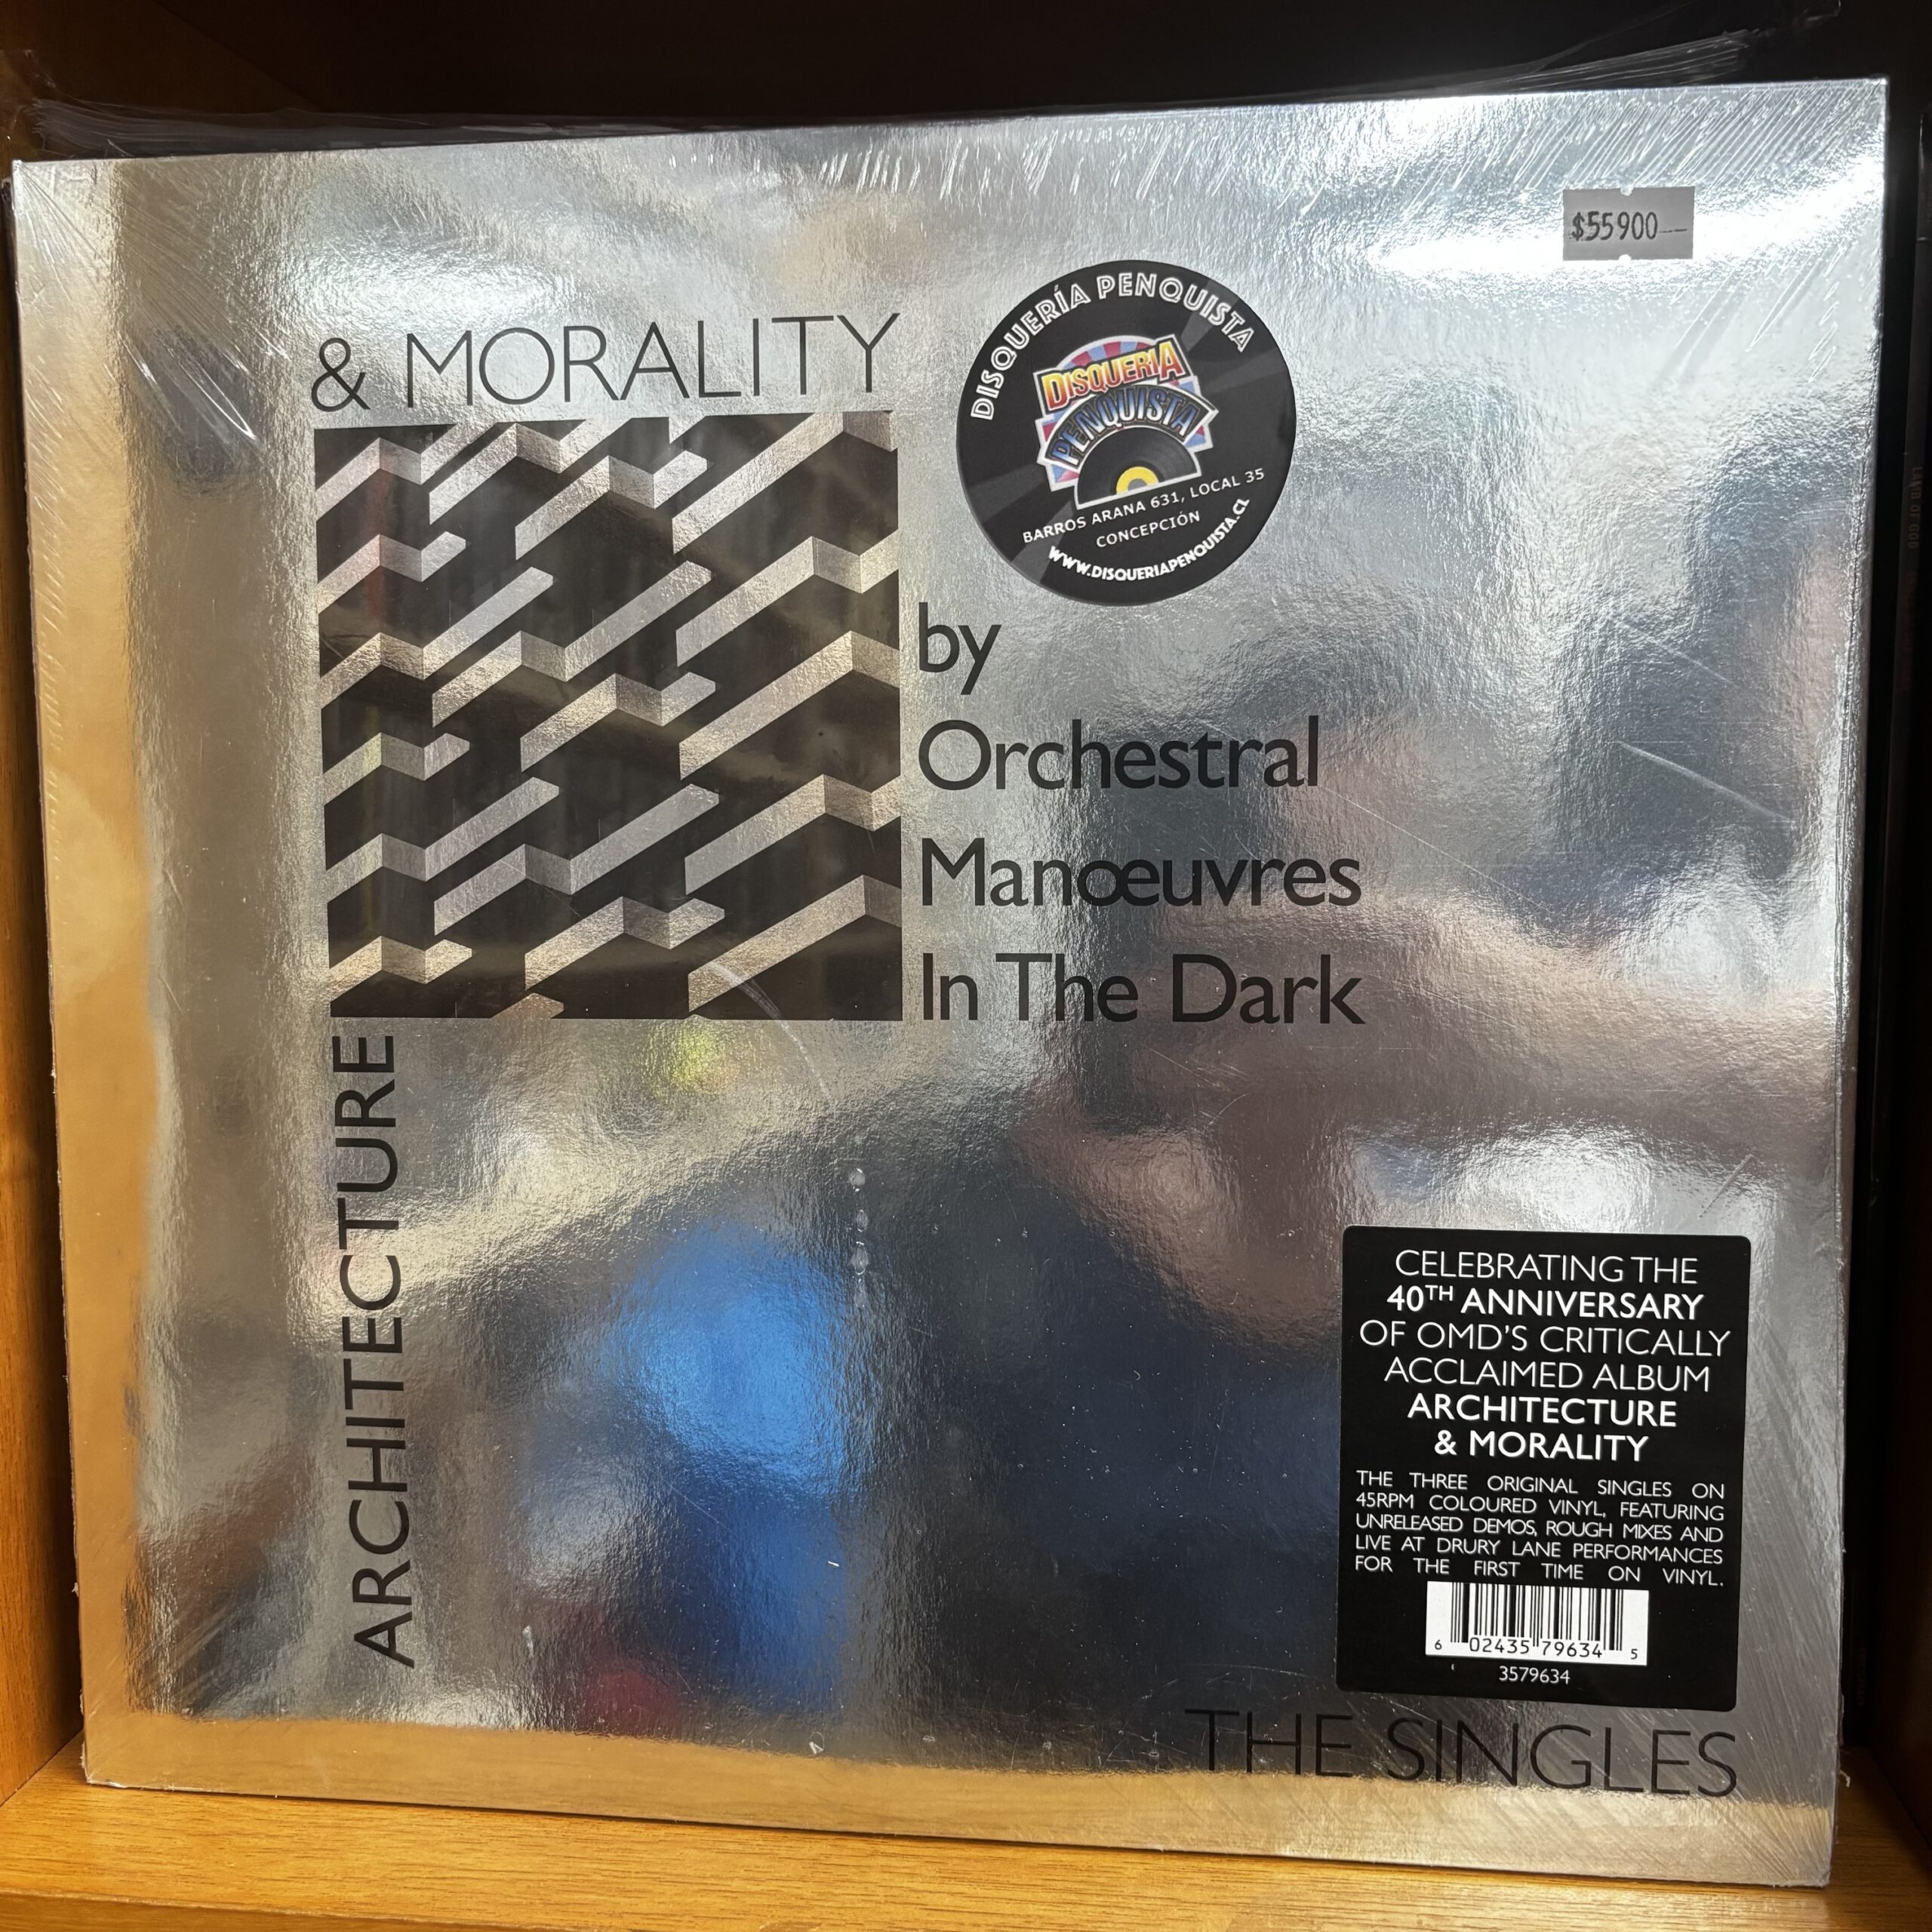 $55900
DISQUERÍA PENQUISTA
DISQUERIA
PENQUISTA
BARROS ARANA 631, LOCAL 35
CONCEPCIÓN
WWW.DISQUERIAPENQUISTA.CL
& MORALITY
ARCHITECTURE
by
Orchestral
Manœuvres
In The Dark
CELEBRATING THE
40TH ANNIVERSARY
OF OMD'S CRITICALLY
ACCLAIMED ALBUM
ARCHITECTURE
& MORALITY
THE THREE ORIGINAL SINGLES ON
45RPM COLOURED VINYL, FEATURING
UNRELEASED DEMOS, ROUGH MIXES AND
LIVE AT DRURY LANE PERFORMANCES
FOR THE FIRST TIME ON VINYL.
6 02435 79634 5
3579634
THE SINGLES